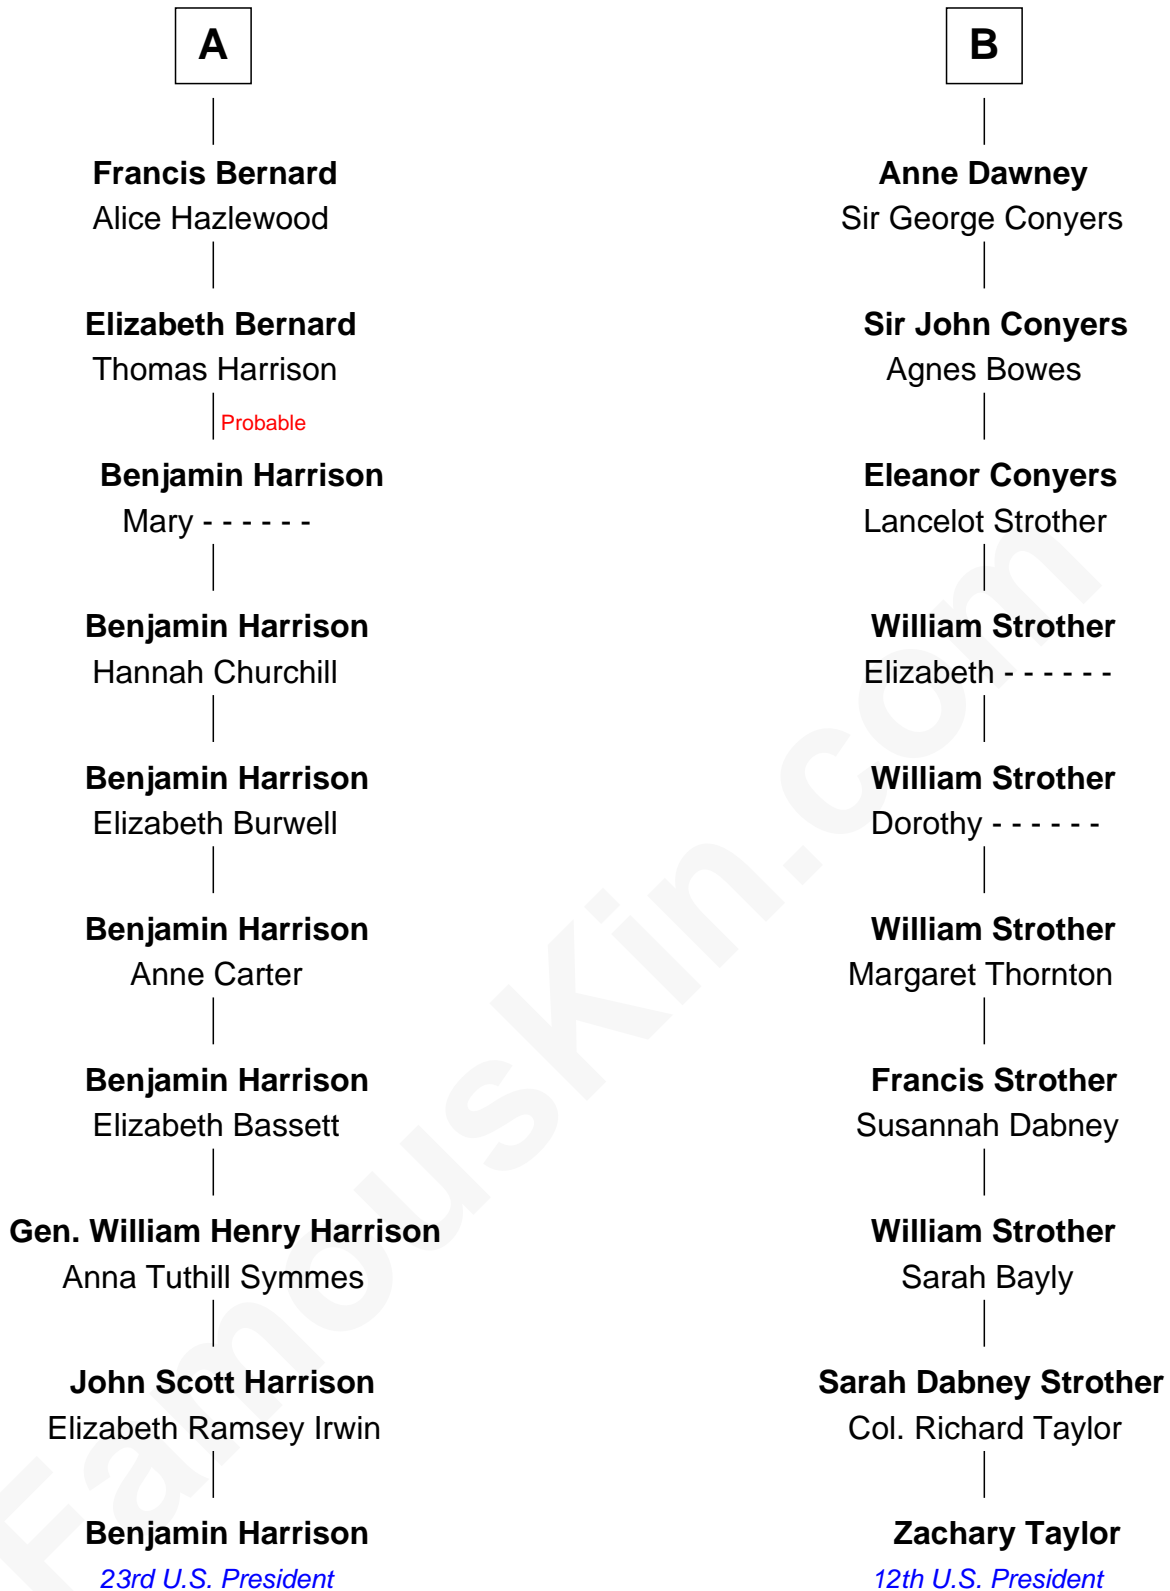 A
Francis Bernard
Alice Hazlewood
Elizabeth Bernard
Thomas Harrison
Probable
Benjamin Harrison
Mary - - - - - -
Benjamin Harrison
Hannah Churchill
Benjamin Harrison
Elizabeth Burwell
Benjamin Harrison
Anne Carter
Benjamin Harrison
Elizabeth Bassett
Gen. William Henry Harrison
Anna Tuthill Symmes
John Scott Harrison
Elizabeth Ramsey Irwin
Benjamin Harrison
23rd U.S. President
B
Anne Dawney
Sir George Conyers
Sir John Conyers
Agnes Bowes
Eleanor Conyers
Lancelot Strother
William Strother
Elizabeth - - - - - -
William Strother
Dorothy - - - - - -
William Strother
Margaret Thornton
Francis Strother
Susannah Dabney
William Strother
Sarah Bayly
Sarah Dabney Strother
Col. Richard Taylor
Zachary Taylor
12th U.S. President
FamousKin.com